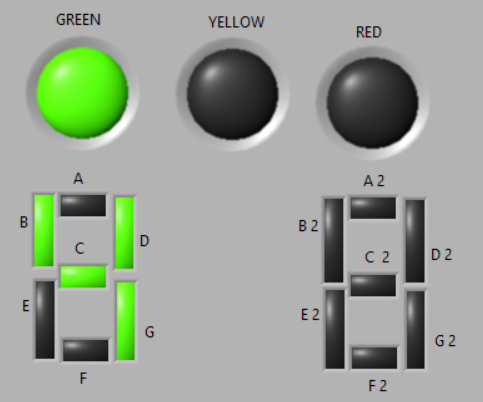 GREEN
YELLOW
RED
A
B
C
D
E
F
G
A 2
B 2
C 2
D 2
E 2
F 2
G 2